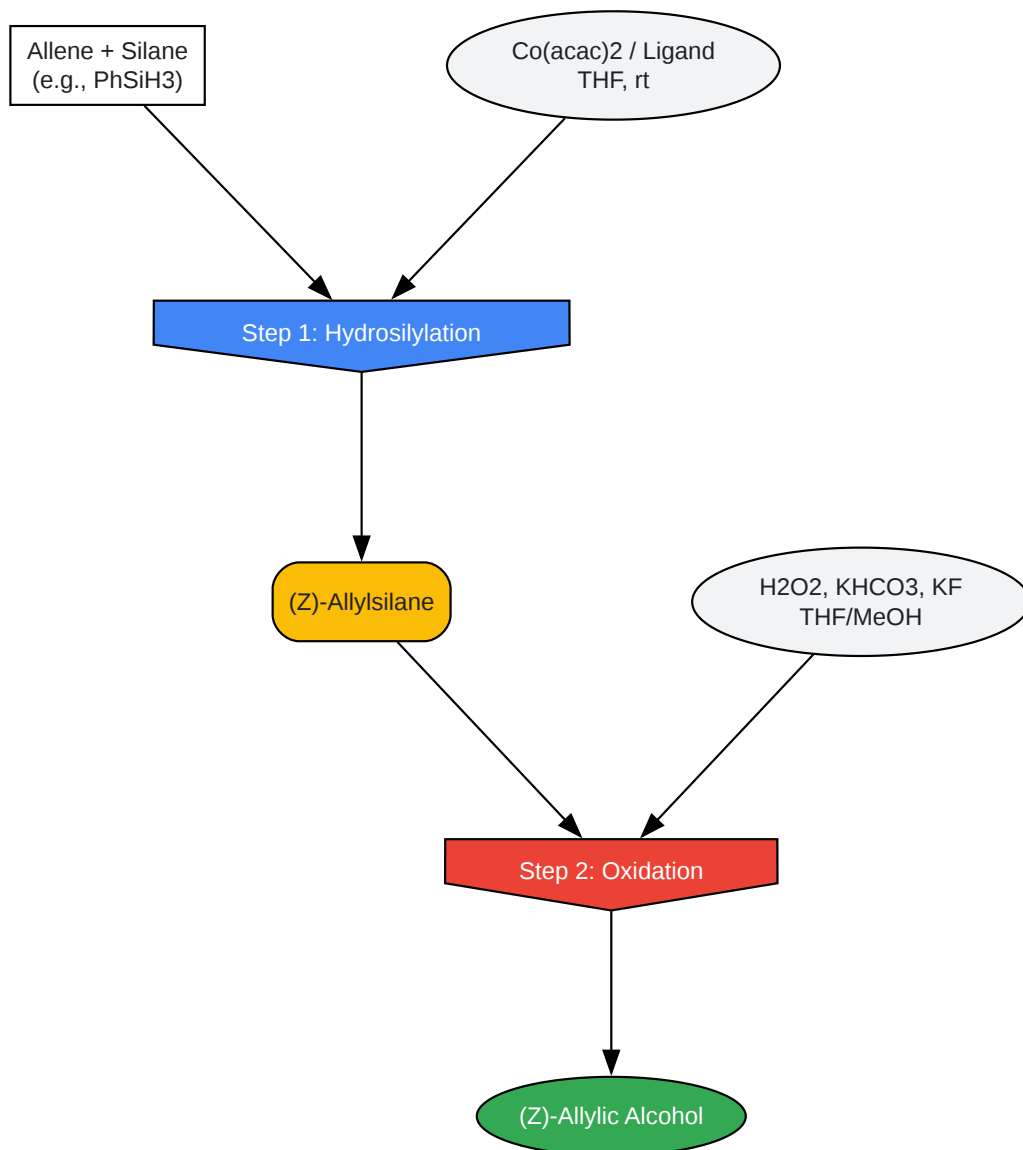 Allene + Silane
(e.g., PhSiH3)
Co(acac)2 / Ligand
THF, rt
Step 1: Hydrosilylation
(Z)-Allylsilane
H2O2, KHCO3, KF
THF/MeOH
Step 2: Oxidation
(Z)-Allylic Alcohol